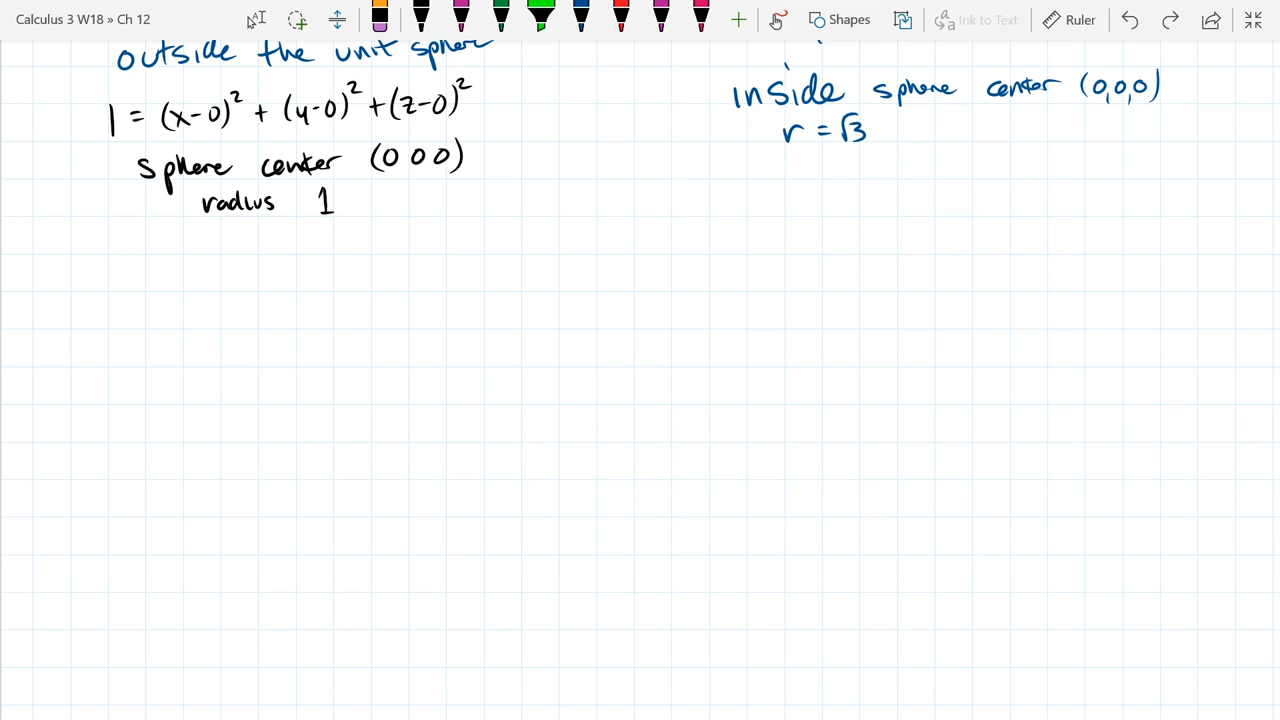 Calculus 3 W18 » Ch 12
Shapes
Link to Text
Ruler
outside the unit sphere
1 = (x-0)² + (y-0)² + (z-0)²
sphere center (0 0 0)
radius 1
inside sphere center (0,0,0)
r = √3